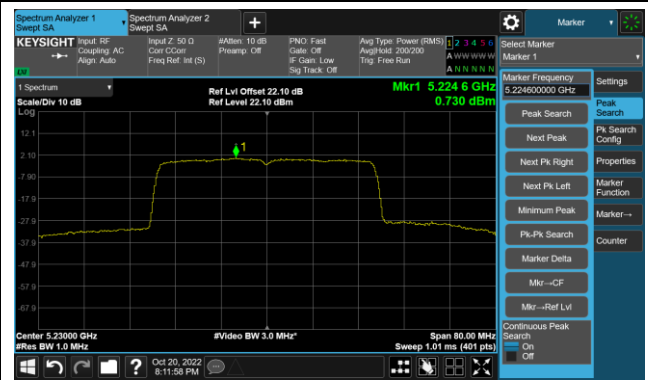 Spectrum Analyzer 1
Swept SA
Spectrum Analyzer 2
Swept SA
Marker
KEYSIGHT
Input: RF
Coupling: AC
Align: Auto
Input Z: 50 Ω
Corr CCorr
Freq Ref: Int (S)
#Atten: 10 dB
Preamp: Off
PNO: Fast
Gate: Off
IF Gain: Low
Sig Track: Off
Avg Type: Power (RMS)
Avg|Hold: 200/200
Trig: Free Run
1 2 3 4 5 6
A W W W W W
A N N N N N
LXI
Select Marker
Marker 1
1 Spectrum
Scale/Div 10 dB
Log
Ref Lvl Offset 22.10 dB
Ref Level 22.10 dBm
Mkr1 5.224 6 GHz
0.730 dBm
1
12.1
2.10
-7.90
-17.9
-27.9
-37.9
-47.9
-57.9
-67.9
Center 5.23000 GHz
#Res BW 1.0 MHz
#Video BW 3.0 MHz*
Span 80.00 MHz
Sweep 1.01 ms (401 pts)
Marker Frequency
5.224600000 GHz
Peak Search
Next Peak
Next Pk Right
Next Pk Left
Minimum Peak
Pk-Pk Search
Marker Delta
Mkr→CF
Mkr→Ref Lvl
Continuous Peak
Search
On
Off
Settings
Peak
Search
Pk Search
Config
Properties
Marker
Function
Marker→
Counter
?
Oct 20, 2022
8:11:58 PM